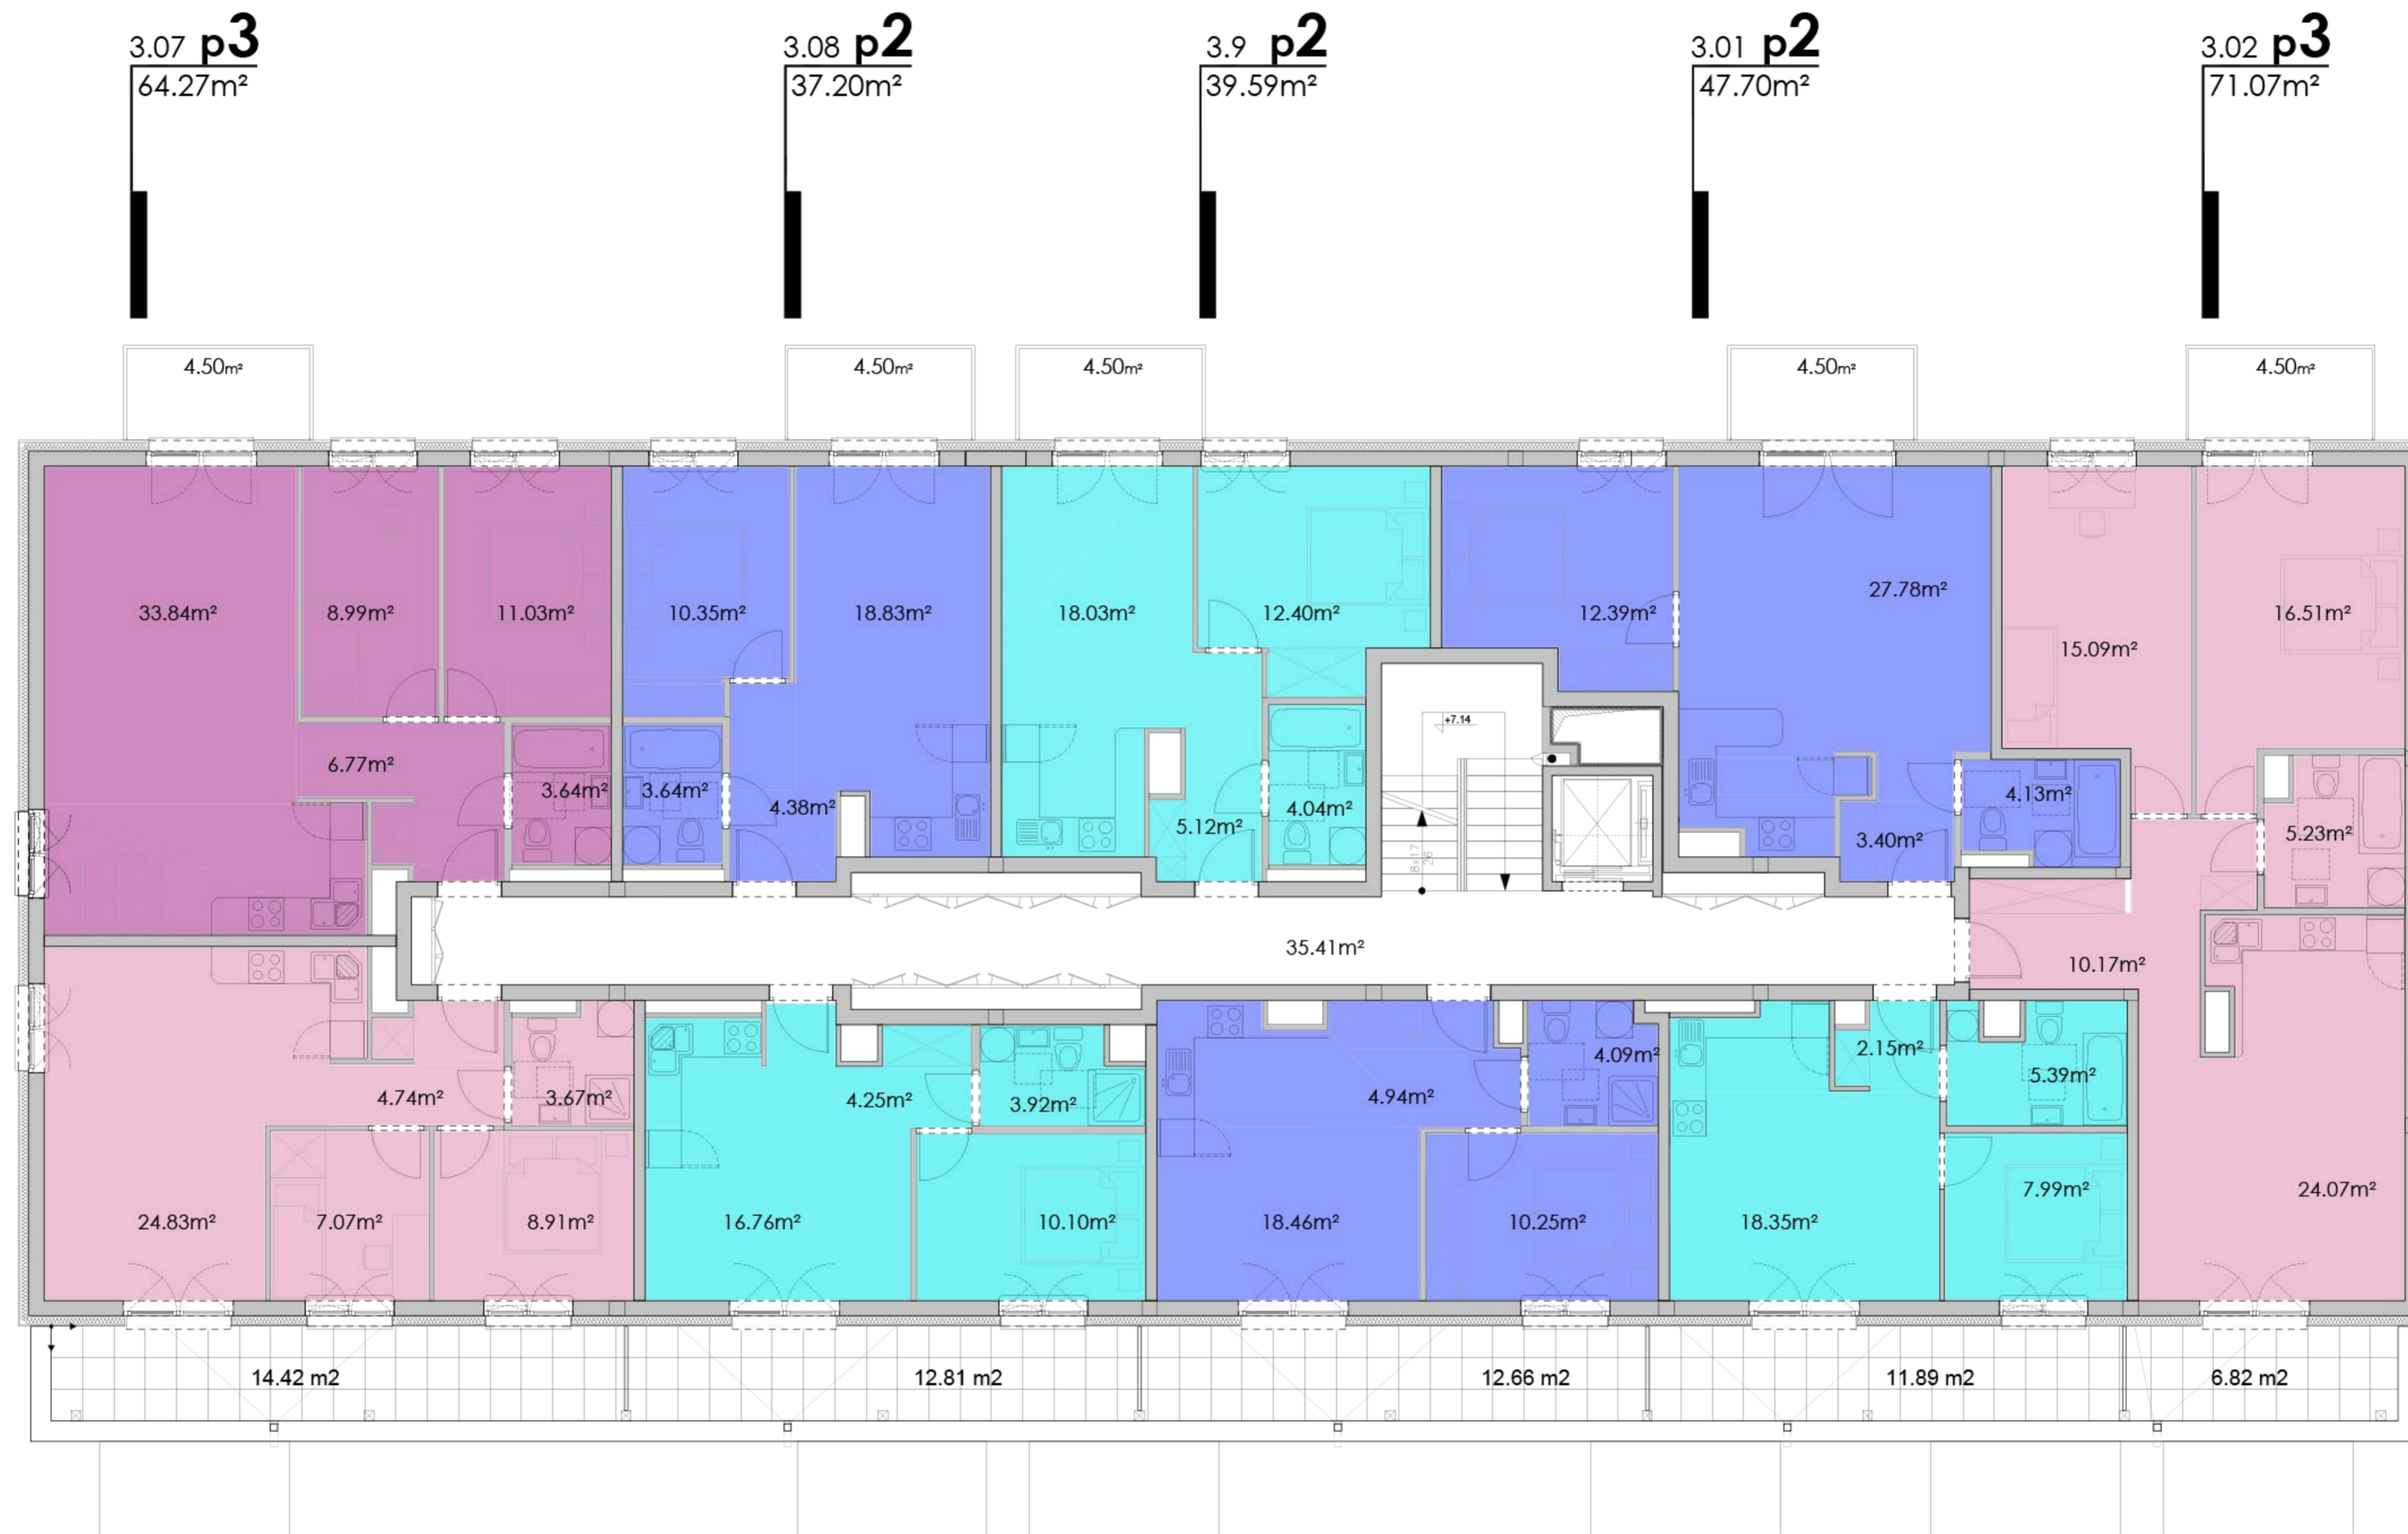 3.07 p3
64.27m²
3.08 p2
37.20m²
3.9 p2
39.59m²
3.01 p2
47.70m²
3.02 p3
71.07m²
4.50m²
4.50m²
4.50m²
4.50m²
4.50m²
33.84m²
8.99m²
11.03m²
10.35m²
18.83m²
18.03m²
12.40m²
12.39m²
27.78m²
15.09m²
16.51m²
+7.14
6.77m²
3.64m²
3.64m²
4.38m²
5.12m²
4.04m²
8x17
26
3.40m²
4.13m²
5.23m²
35.41m²
10.17m²
4.74m²
3.67m²
4.25m²
3.92m²
4.94m²
4.09m²
2.15m²
5.39m²
24.83m²
7.07m²
8.91m²
16.76m²
10.10m²
18.46m²
10.25m²
18.35m²
7.99m²
24.07m²
14.42 m2
12.81 m2
12.66 m2
11.89 m2
6.82 m2